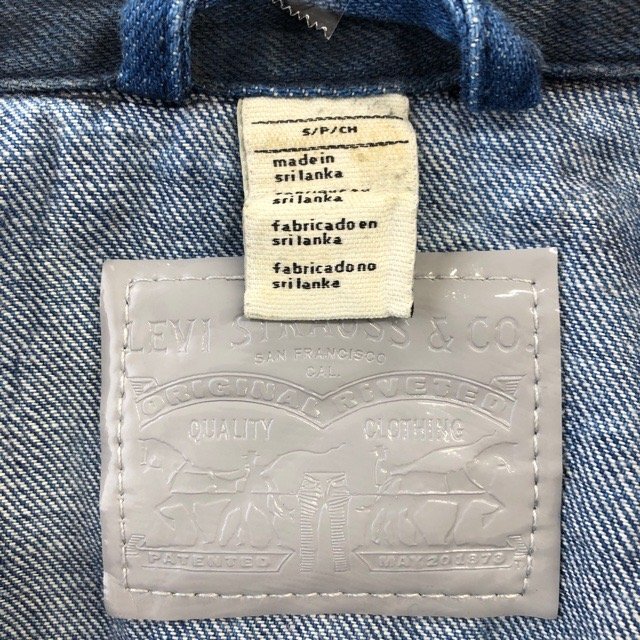 S/P/CH
made in
sri lanka
sri lanka
fabricado en
sri lanka
fabricado no
sri lanka
LEVI STRAUSS & CO.
SAN FRANCISCO
CAL.
ORIGINAL RIVETED
QUALITY CLOTHING
PATENTED MAY 20 1873